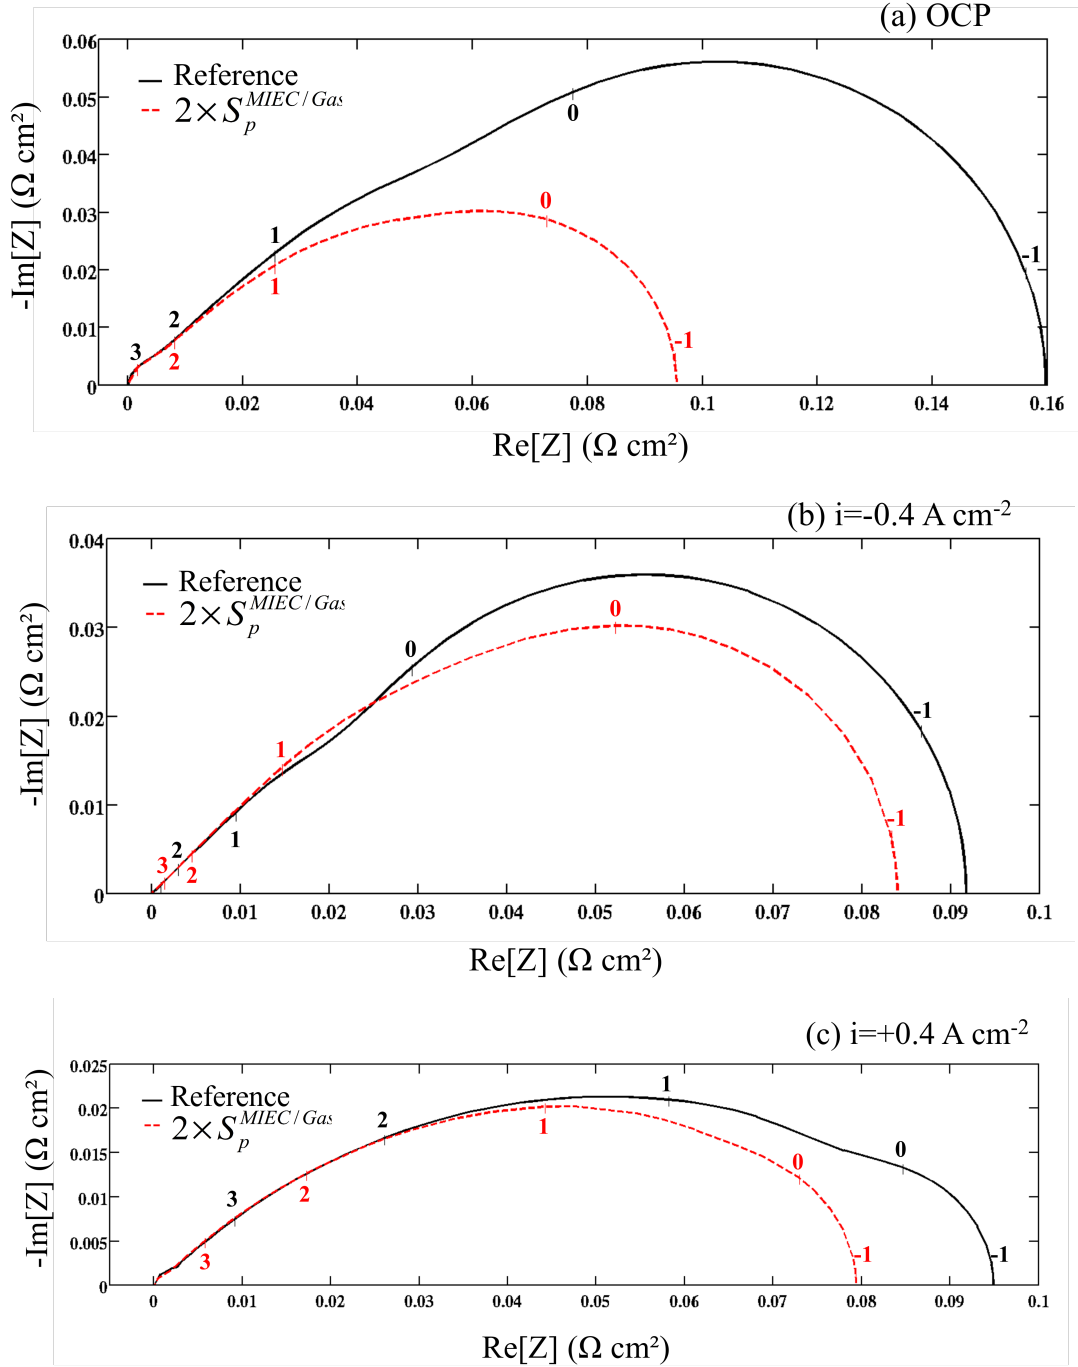 (a) OCP
0.06
Reference
2×S_p^{MIEC/Gas}
0.05
0
0.04
-Im[Z] (Ω cm²)
0.03
0
1
0.02
1
-1
0.01
2
2
-1
3
0
0 0.02 0.04 0.06 0.08 0.1 0.12 0.14 0.16
Re[Z] (Ω cm²)
(b) i=-0.4 A cm⁻²
0.04
Reference
2×S_p^{MIEC/Gas}
0
0.03
0
-Im[Z] (Ω cm²)
0.02
-1
1
0.01
1
-1
2
3
2
0
0 0.01 0.02 0.03 0.04 0.05 0.06 0.07 0.08 0.09 0.1
Re[Z] (Ω cm²)
(c) i=+0.4 A cm⁻²
0.025
Reference
2×S_p^{MIEC/Gas}
1
0.02
2
1
-Im[Z] (Ω cm²)
0.015
0
0
0.01
3
2
0.005
3
-1
-1
0
0 0.01 0.02 0.03 0.04 0.05 0.06 0.07 0.08 0.09 0.1
Re[Z] (Ω cm²)